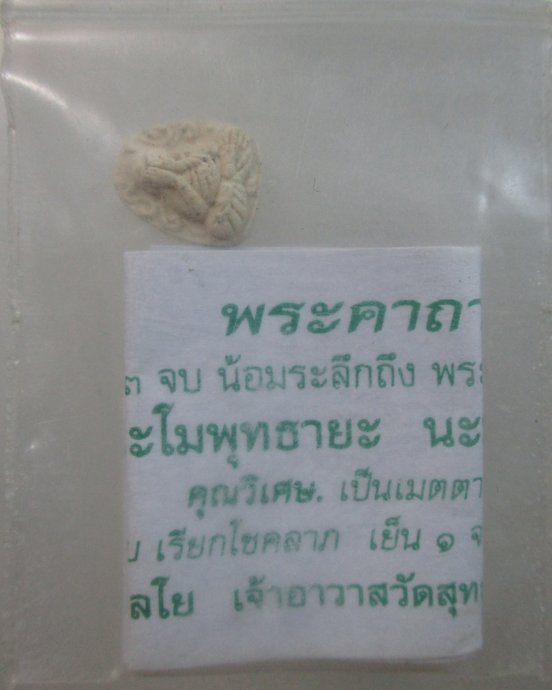 พระคาถา
๓ จบ น้อมระลึกถึง พระ
ะโมพุทธายะ นะ
คุณวิเศษ. เป็นเมตตา
บ เรียกโชคลาภ เย็น ๑ จ
ลโย เจ้าอาวาสวัดสุท